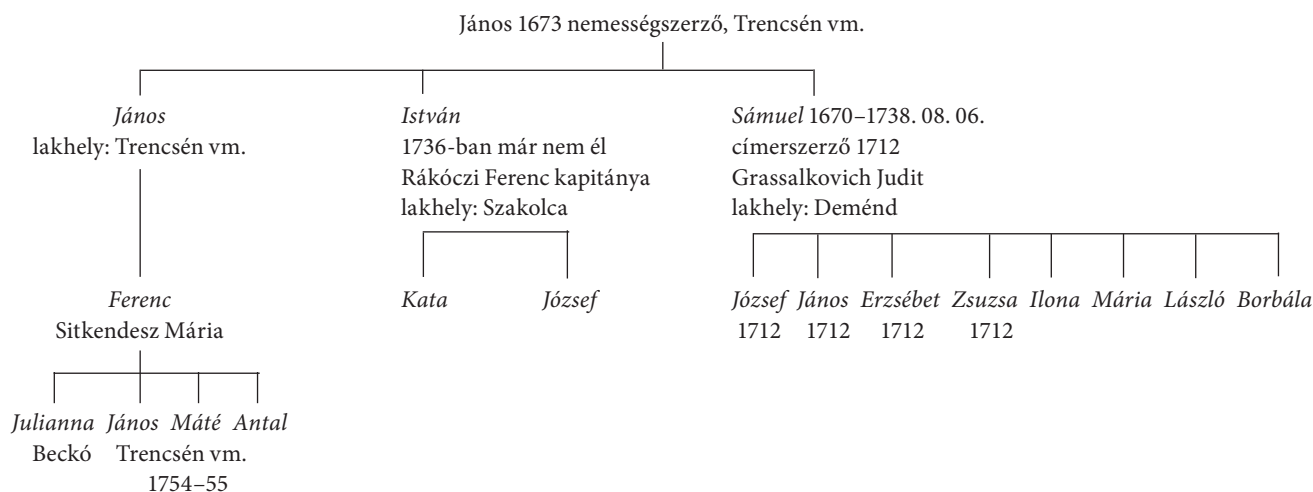 János 1673 nemességszerző, Trencsén vm.
János
lakhely: Trencsén vm.
István
1736-ban már nem él
Rákóczi Ferenc kapitánya
lakhely: Szakolca
Sámuel 1670–1738. 08. 06.
címerszerző 1712
Grassalkovich Judit
lakhely: Deménd
Ferenc
Sitkendesz Mária
Kata József
József János Erzsébet Zsuzsa Ilona Mária László Borbála
1712 1712 1712 1712
Julianna János Máté Antal
Beckó Trencsén vm.
1754–55